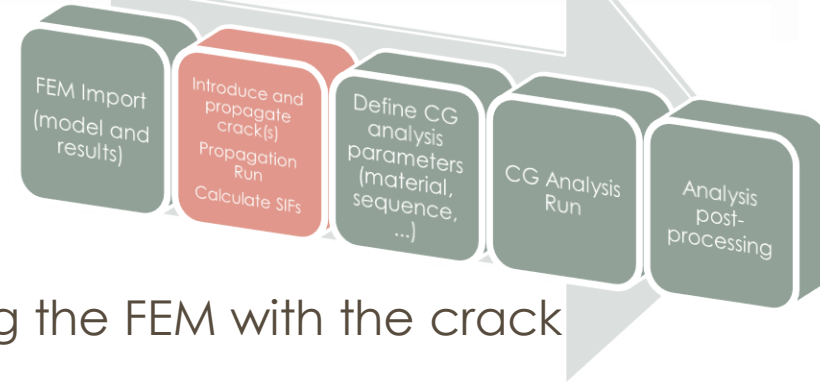 FEM Import
(model and
results)
Introduce and
propagate
crack(s)
Propagation
Run
Calculate SIFs
Define CG
analysis
parameters
(material,
sequence,
...)
CG Analysis
Run
Analysis
post-
processing
g the FEM with the crack